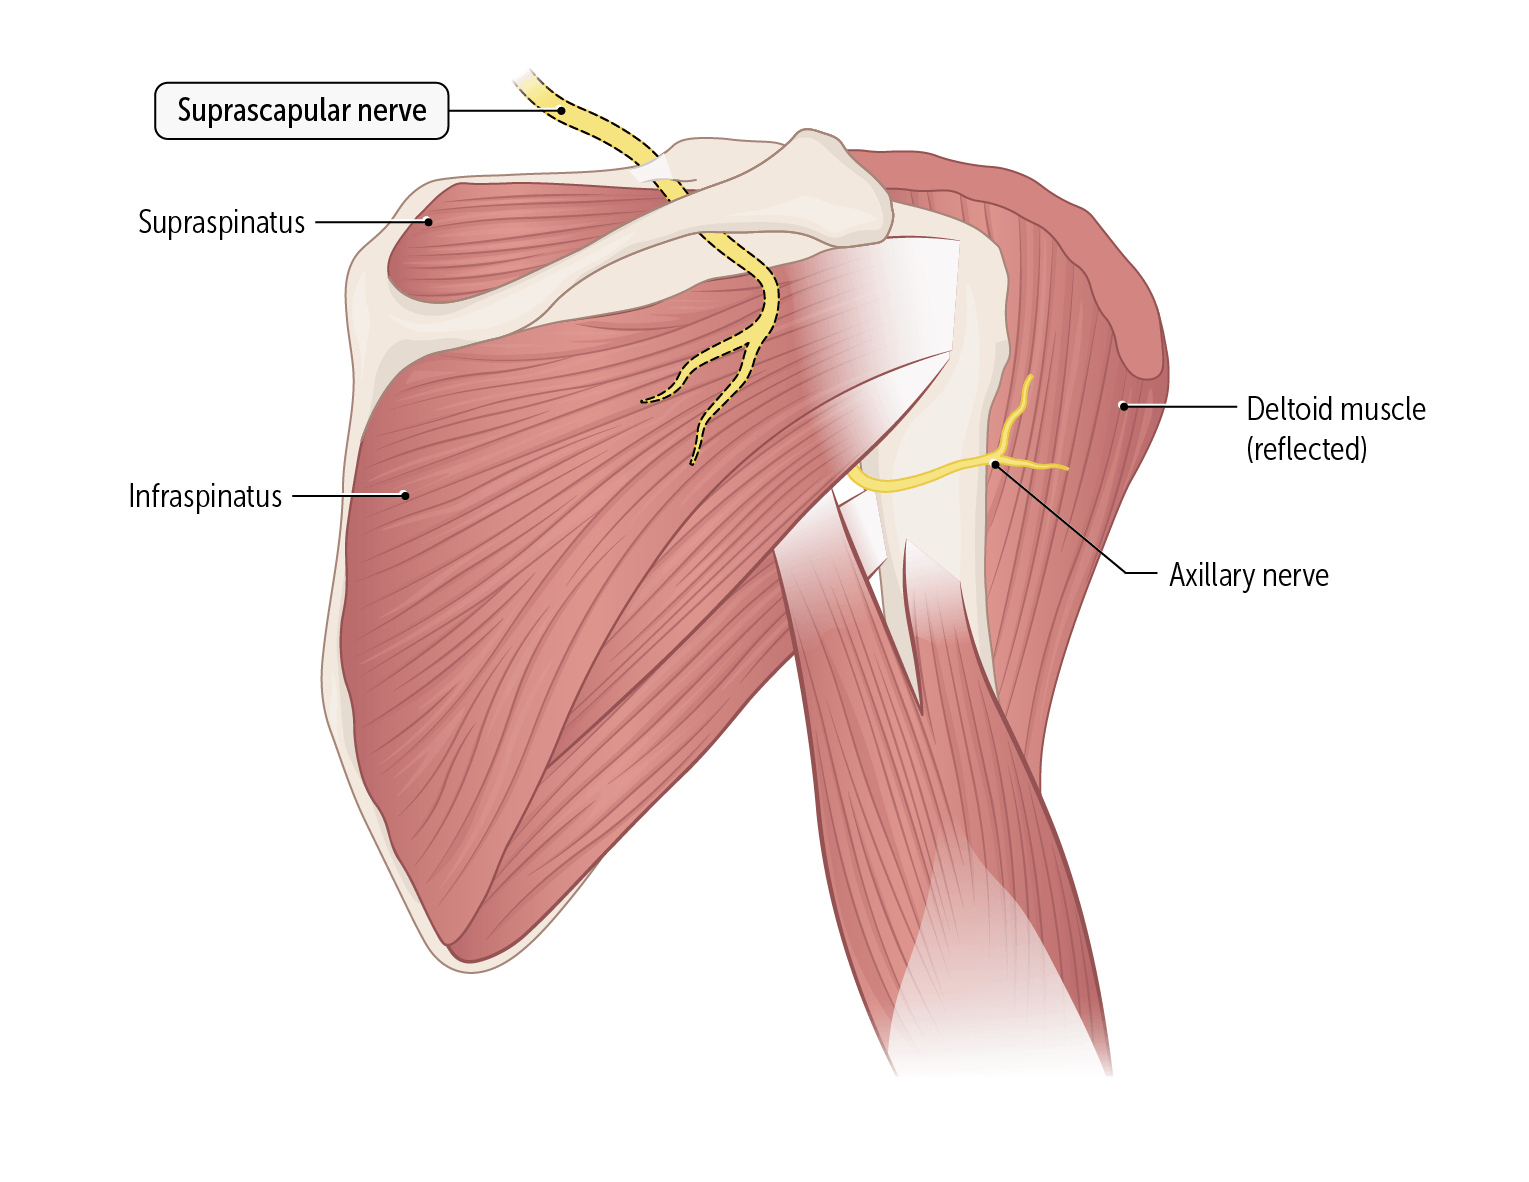 Suprascapular nerve
Supraspinatus
Deltoid muscle
(reflected)
Infraspinatus
Axillary nerve